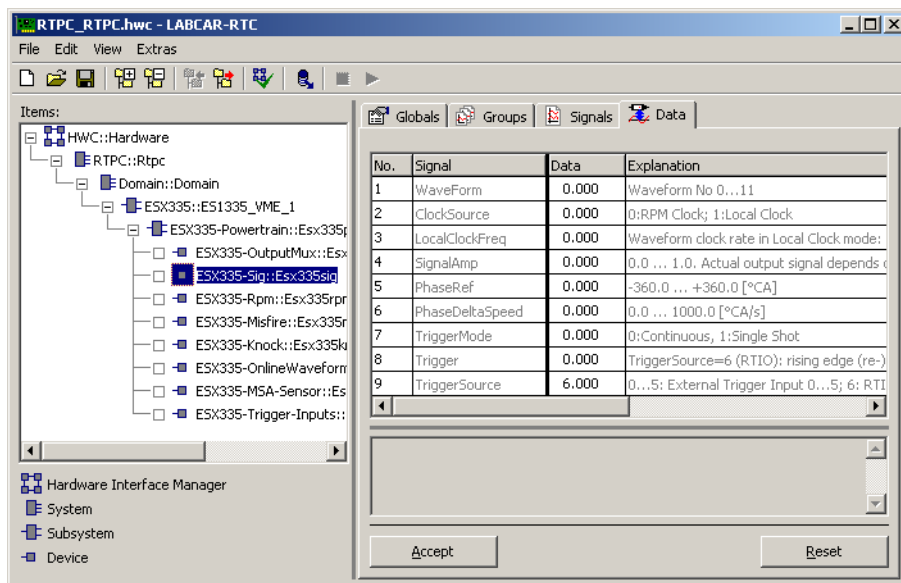 RTPC_RTPC.hwc - LABCAR-RTC
File Edit View Extras
Items:
HWC::Hardware
RTPC::Rtpc
Domain::Domain
ESX335::ES1335_VME_1
ESX335-Powertrain::Esx335p
ESX335-OutputMux::Esx
ESX335-Sig::Esx335sig
ESX335-Rpm::Esx335rpr
ESX335-Misfire::Esx335r
ESX335-Knock::Esx335k
ESX335-OnlineWaveform
ESX335-MSA-Sensor::Es
ESX335-Trigger-Inputs::
Hardware Interface Manager
System
Subsystem
Device
Globals Groups Signals Data
No. Signal Data Explanation
1 WaveForm 0.000 Waveform No 0...11
2 ClockSource 0.000 0:RPM Clock; 1:Local Clock
3 LocalClockFreq 0.000 Waveform clock rate in Local Clock mode:
4 SignalAmp 0.000 0.0 ... 1.0. Actual output signal depends
5 PhaseRef 0.000 -360.0 ... +360.0 [°CA]
6 PhaseDeltaSpeed 0.000 0.0 ... 1000.0 [°CA/s]
7 TriggerMode 0.000 0:Continuous, 1:Single Shot
8 Trigger 0.000 TriggerSource=6 (RTIO): rising edge (re-)
9 TriggerSource 6.000 0...5: External Trigger Input 0...5; 6: RTI
Accept Reset